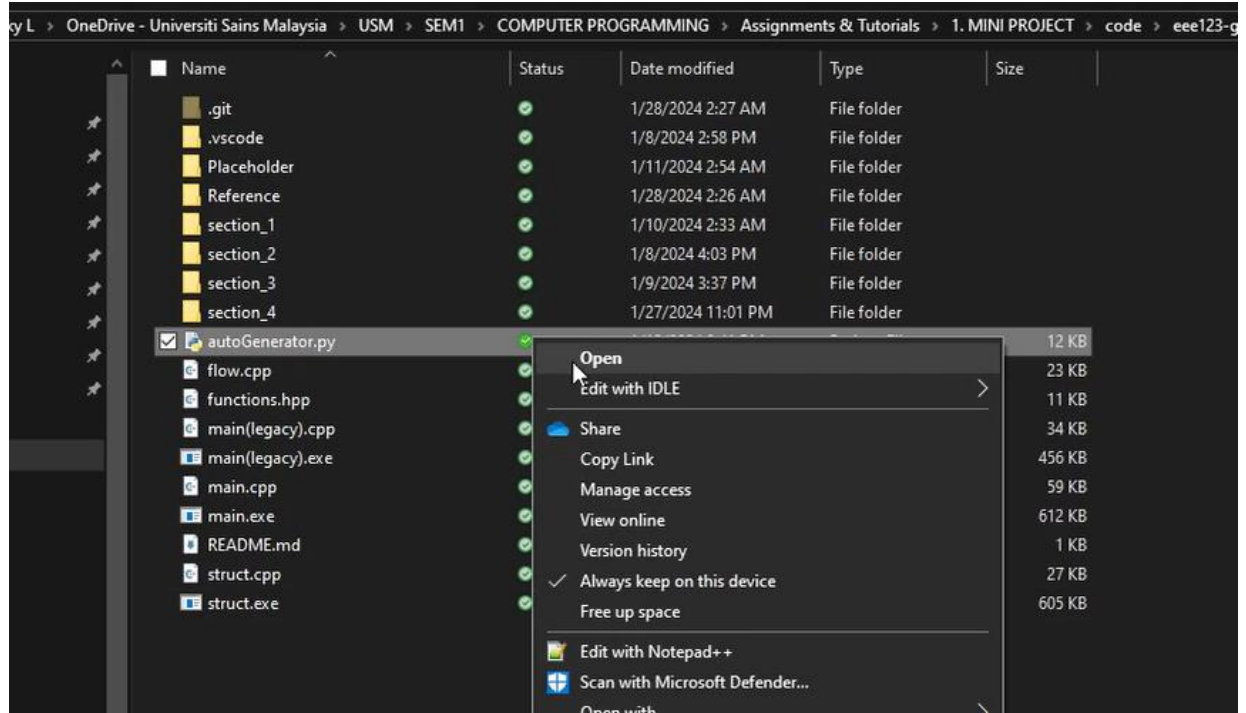 ky L > OneDrive - Universiti Sains Malaysia > USM > SEM1 > COMPUTER PROGRAMMING > Assignments & Tutorials > 1. MINI PROJECT > code > eee123-g
Name Status Date modified Type Size
.git 1/28/2024 2:27 AM File folder
.vscode 1/8/2024 2:58 PM File folder
Placeholder 1/11/2024 2:54 AM File folder
Reference 1/28/2024 2:26 AM File folder
section_1 1/10/2024 2:33 AM File folder
section_2 1/8/2024 4:03 PM File folder
section_3 1/9/2024 3:37 PM File folder
section_4 1/27/2024 11:01 PM File folder
autoGenerator.py 12 KB
flow.cpp 23 KB
functions.hpp 11 KB
main(legacy).cpp 34 KB
main(legacy).exe 456 KB
main.cpp 59 KB
main.exe 612 KB
README.md 1 KB
struct.cpp 27 KB
struct.exe 605 KB
Open
Edit with IDLE
Share
Copy Link
Manage access
View online
Version history
Always keep on this device
Free up space
Edit with Notepad++
Scan with Microsoft Defender...
Open with